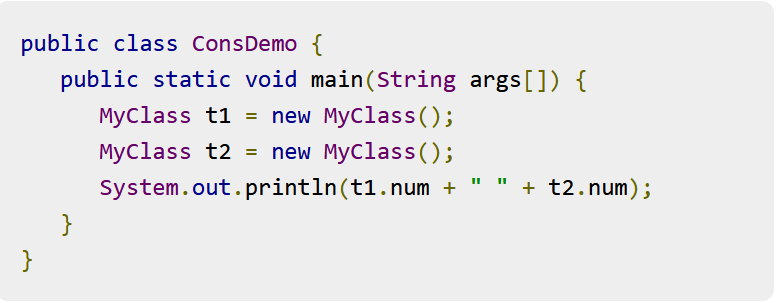 public class ConsDemo {
   public static void main(String args[]) {
      MyClass t1 = new MyClass();
      MyClass t2 = new MyClass();
      System.out.println(t1.num + " " + t2.num);
   }
}